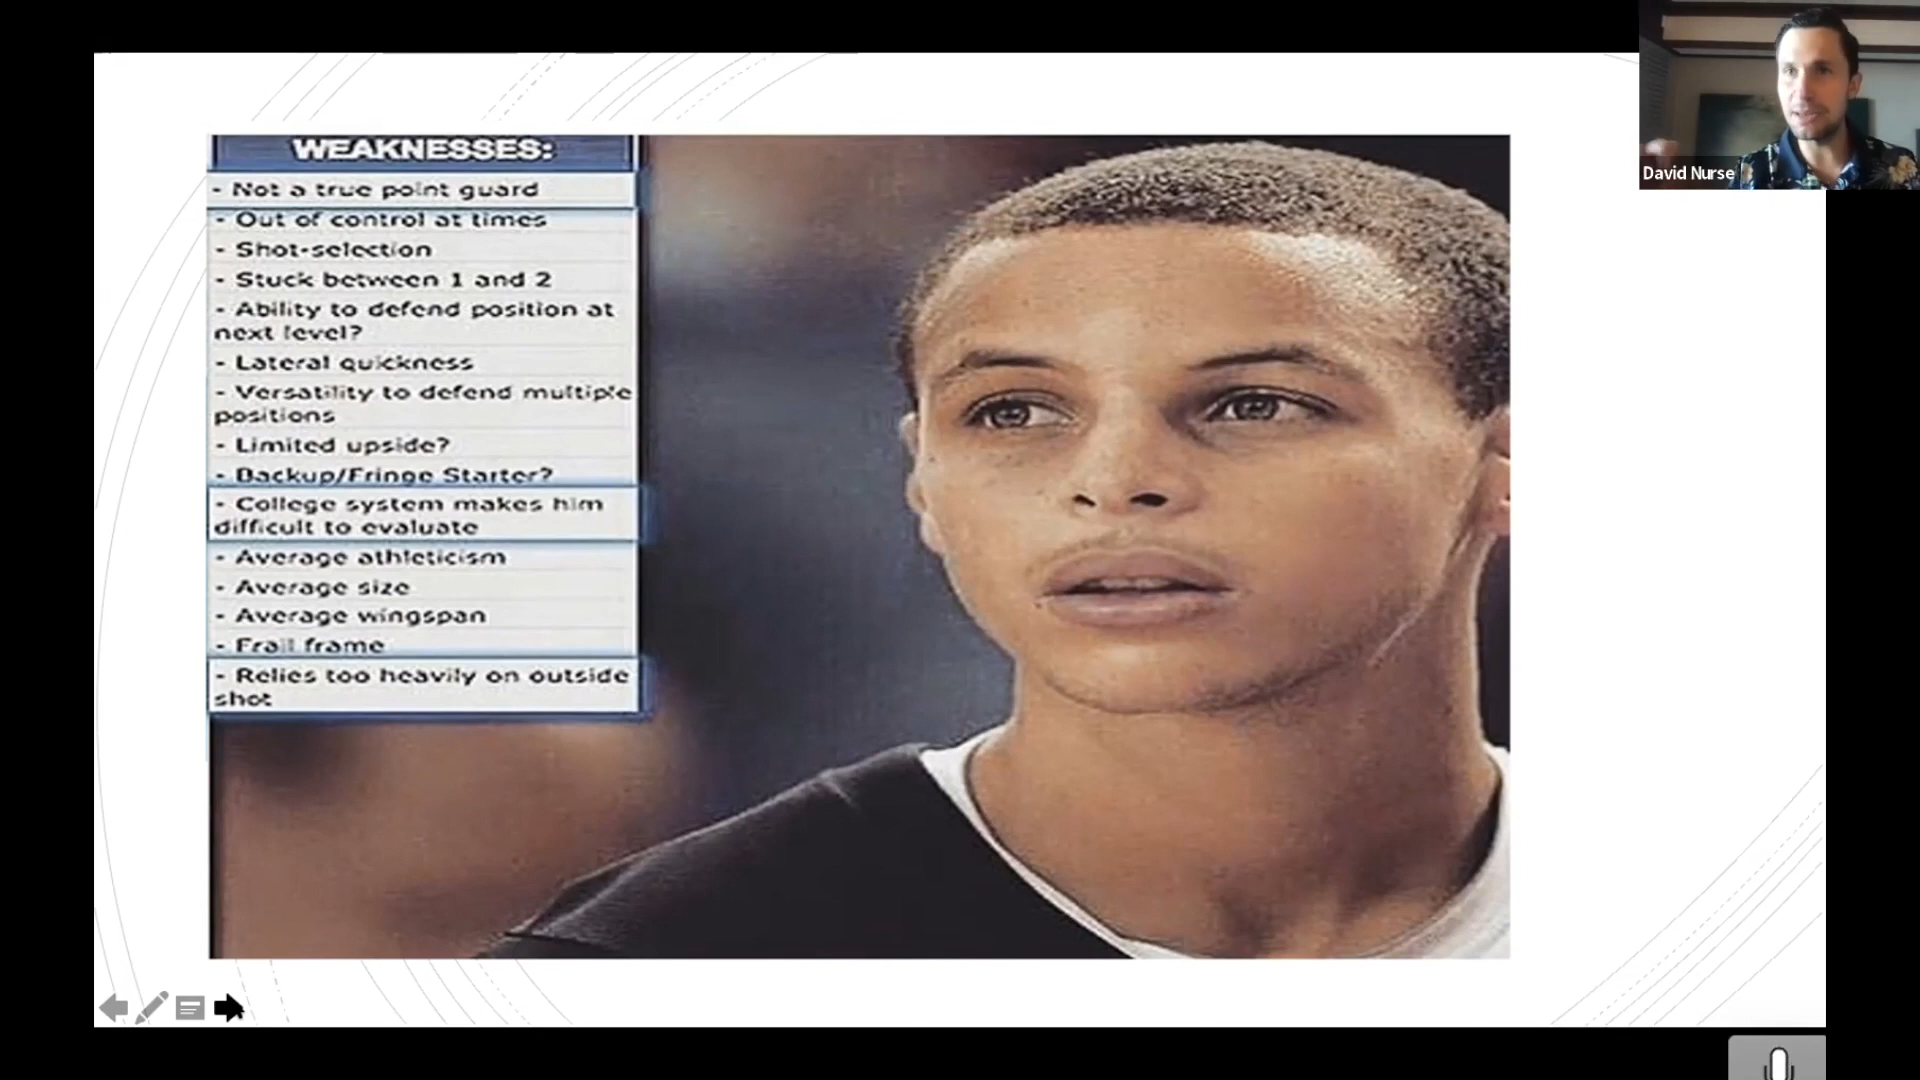 WEAKNESSES:
- Not a true point guard
- Out of control at times
- Shot-selection
- Stuck between 1 and 2
- Ability to defend position at
next level?
- Lateral quickness
- Versatility to defend multiple
positions
- Limited upside?
- Backup/Fringe Starter?
- College system makes him
difficult to evaluate
- Average athleticism
- Average size
- Average wingspan
- Frail frame
- Relies too heavily on outside
shot
David Nurse